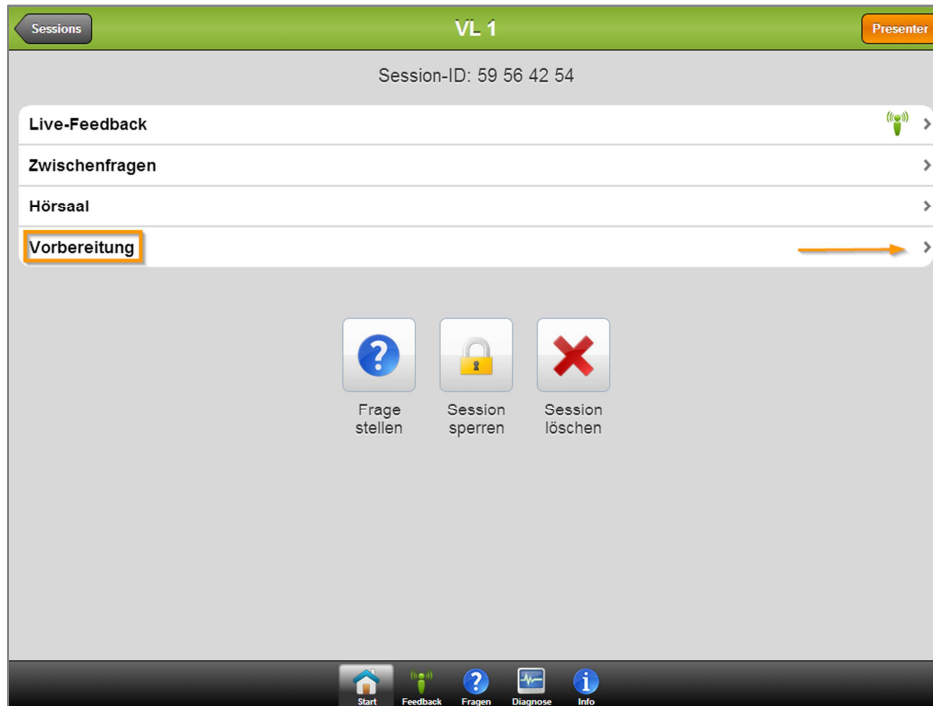 Sessions
VL 1
Presenter
Session-ID: 59 56 42 54
Live-Feedback
Zwischenfragen
Hörsaal
Vorbereitung
Frage
stellen
Session
sperren
Session
löschen
Start
Feedback
Fragen
Diagnose
Info